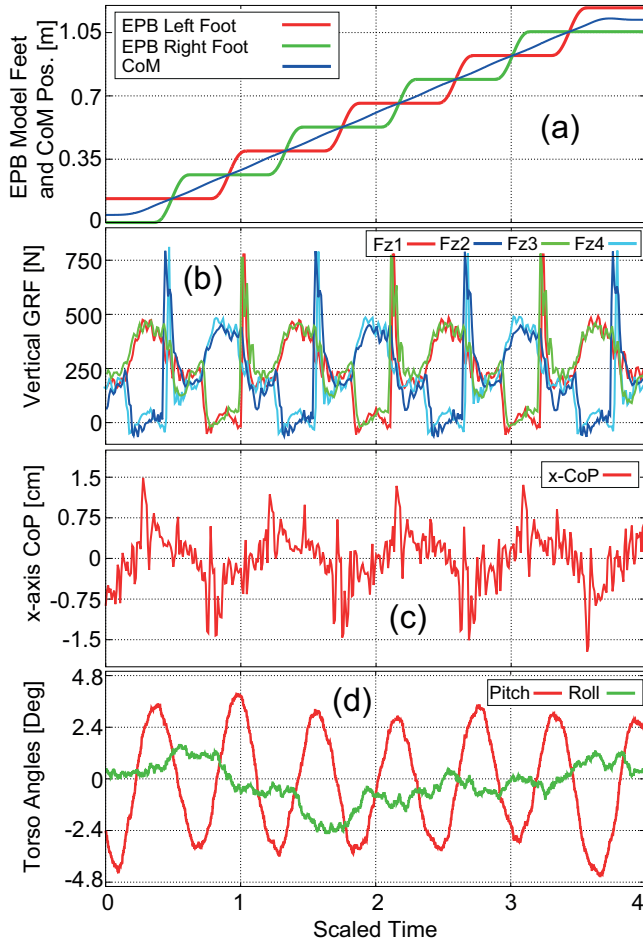 EPB Model Feet
and CoM Pos. [m]
1.05
0.7
0.35
0
EPB Left Foot
EPB Right Foot
CoM
(a)
Vertical GRF [N]
750
500
250
0
Fz1 Fz2 Fz3 Fz4
(b)
x-axis CoP [cm]
1.5
0.75
0
-0.75
-1.5
x-CoP
(c)
Torso Angles [Deg]
4.8
2.4
0
-2.4
-4.8
Pitch Roll
(d)
0 1 2 3 4
Scaled Time